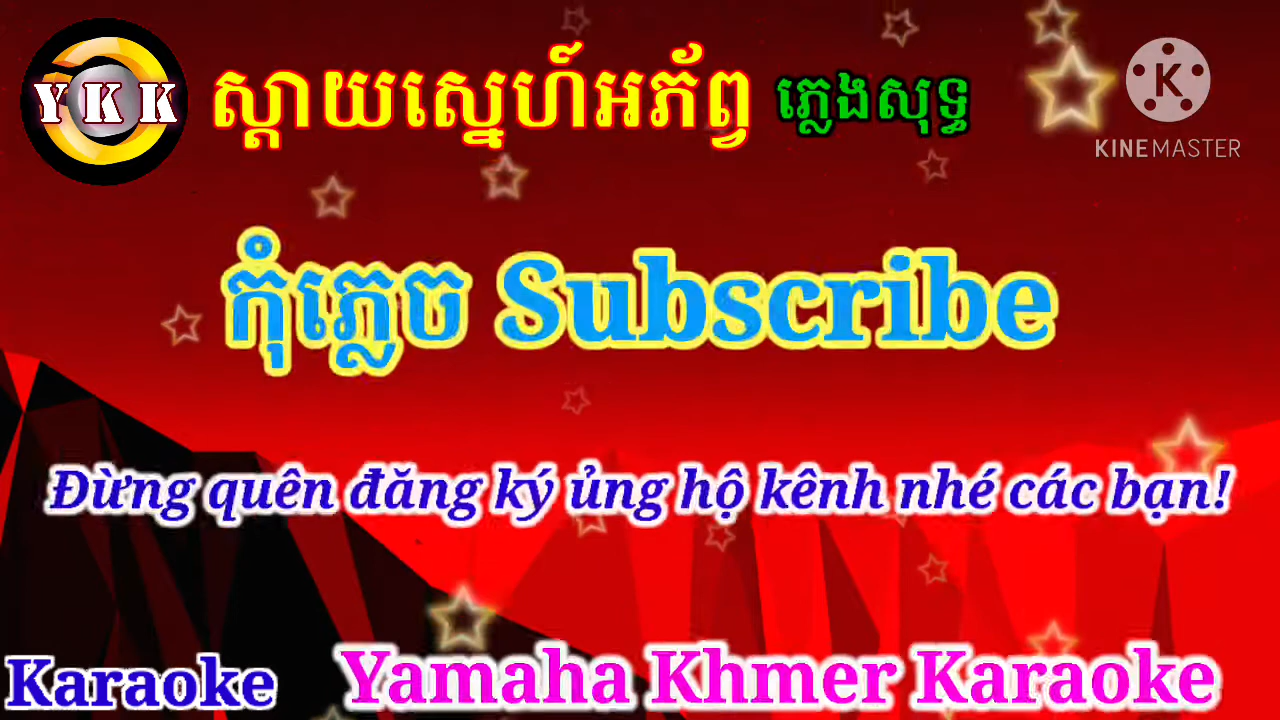 YKK
ស្ដាយស្នេហ៍អភ័ព្វ ភ្លេងសុទ្ធ
K
KINEMASTER
កុំភ្លេច Subscribe
Đừng quên đăng ký ủng hộ kênh nhé các bạn!
Karaoke Yamaha Khmer Karaoke